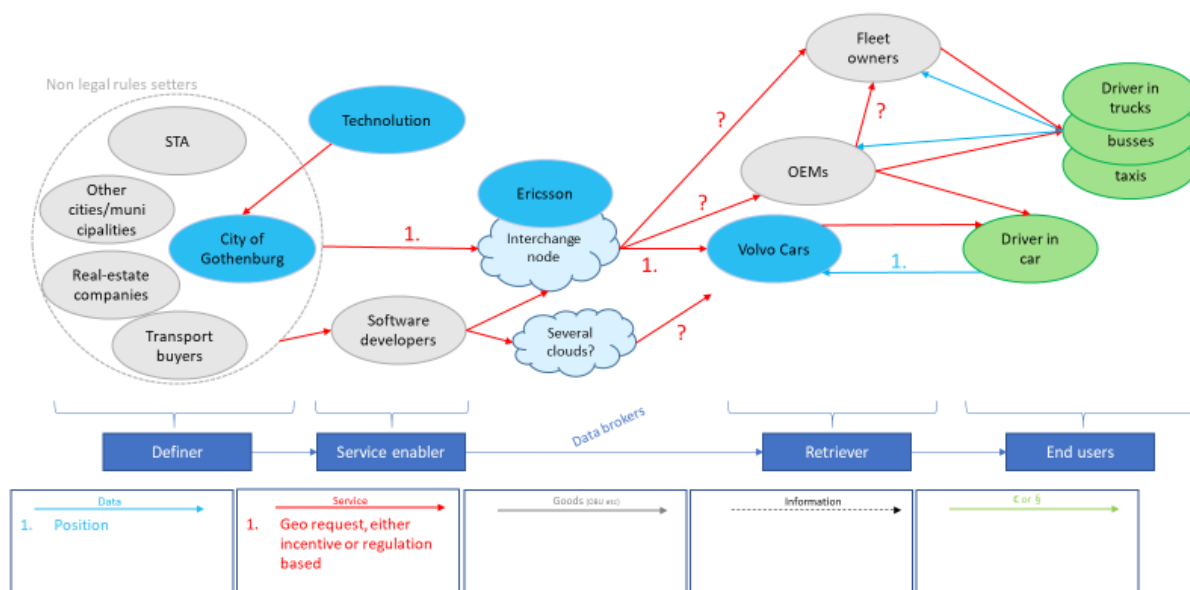 Non legal rules setters
STA
Other
cities/muni
cipalities
City of
Gothenburg
Real-estate
companies
Transport
buyers
Technolution
1.
Software
developers
Ericsson
Interchange
node
Several
clouds?
?
?
?
1.
?
Fleet
owners
OEMs
Volvo Cars
1.
Driver in
trucks
busses
taxis
Driver in
car
Definer
Service enabler
Data brokers
Retriever
End users
Data
1. Position
Service
1. Geo request, either
incentive or regulation
based
Goods (OBU etc)
Information
€ or §